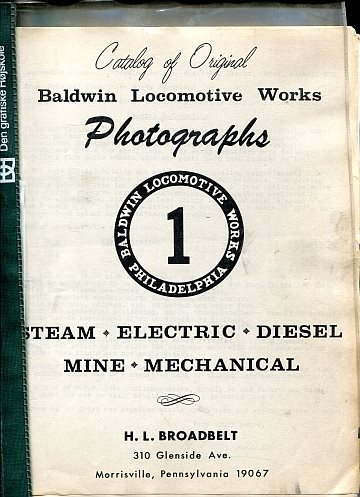 Den grafiske Højskole
Catalog of Original
Baldwin Locomotive Works
Photographs
BALDWIN LOCOMOTIVE WORKS
PHILADELPHIA
1
STEAM ⬥ ELECTRIC ⬥ DIESEL
MINE ⬥ MECHANICAL
H. L. BROADBELT
310 Glenside Ave.
Morrisville, Pennsylvania 19067